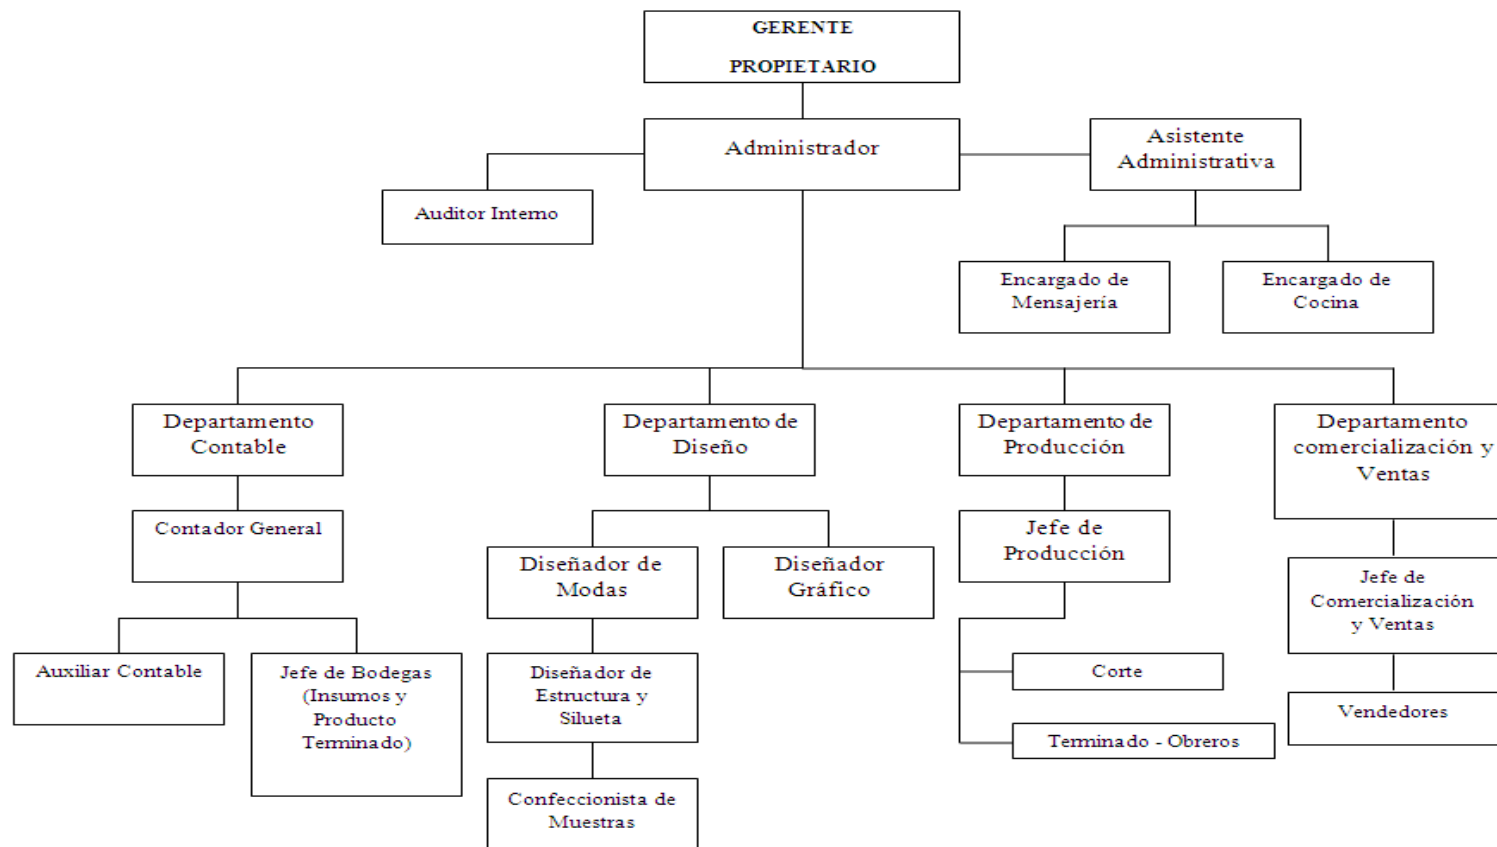 GERENTE
PROPIETARIO
Administrador
Asistente
Administrativa
Auditor Interno
Encargado de
Mensajería
Encargado de
Cocina
Departamento
Contable
Departamento de
Diseño
Departamento de
Producción
Departamento
comercialización y
Ventas
Contador General
Jefe de
Producción
Diseñador de
Modas
Diseñador
Gráfico
Jefe de
Comercialización
y Ventas
Auxiliar Contable
Jefe de Bodegas
(Insumos y
Producto
Terminado)
Diseñador de
Estructura y
Silueta
Corte
Vendedores
Terminado - Obreros
Confeccionista de
Muestras